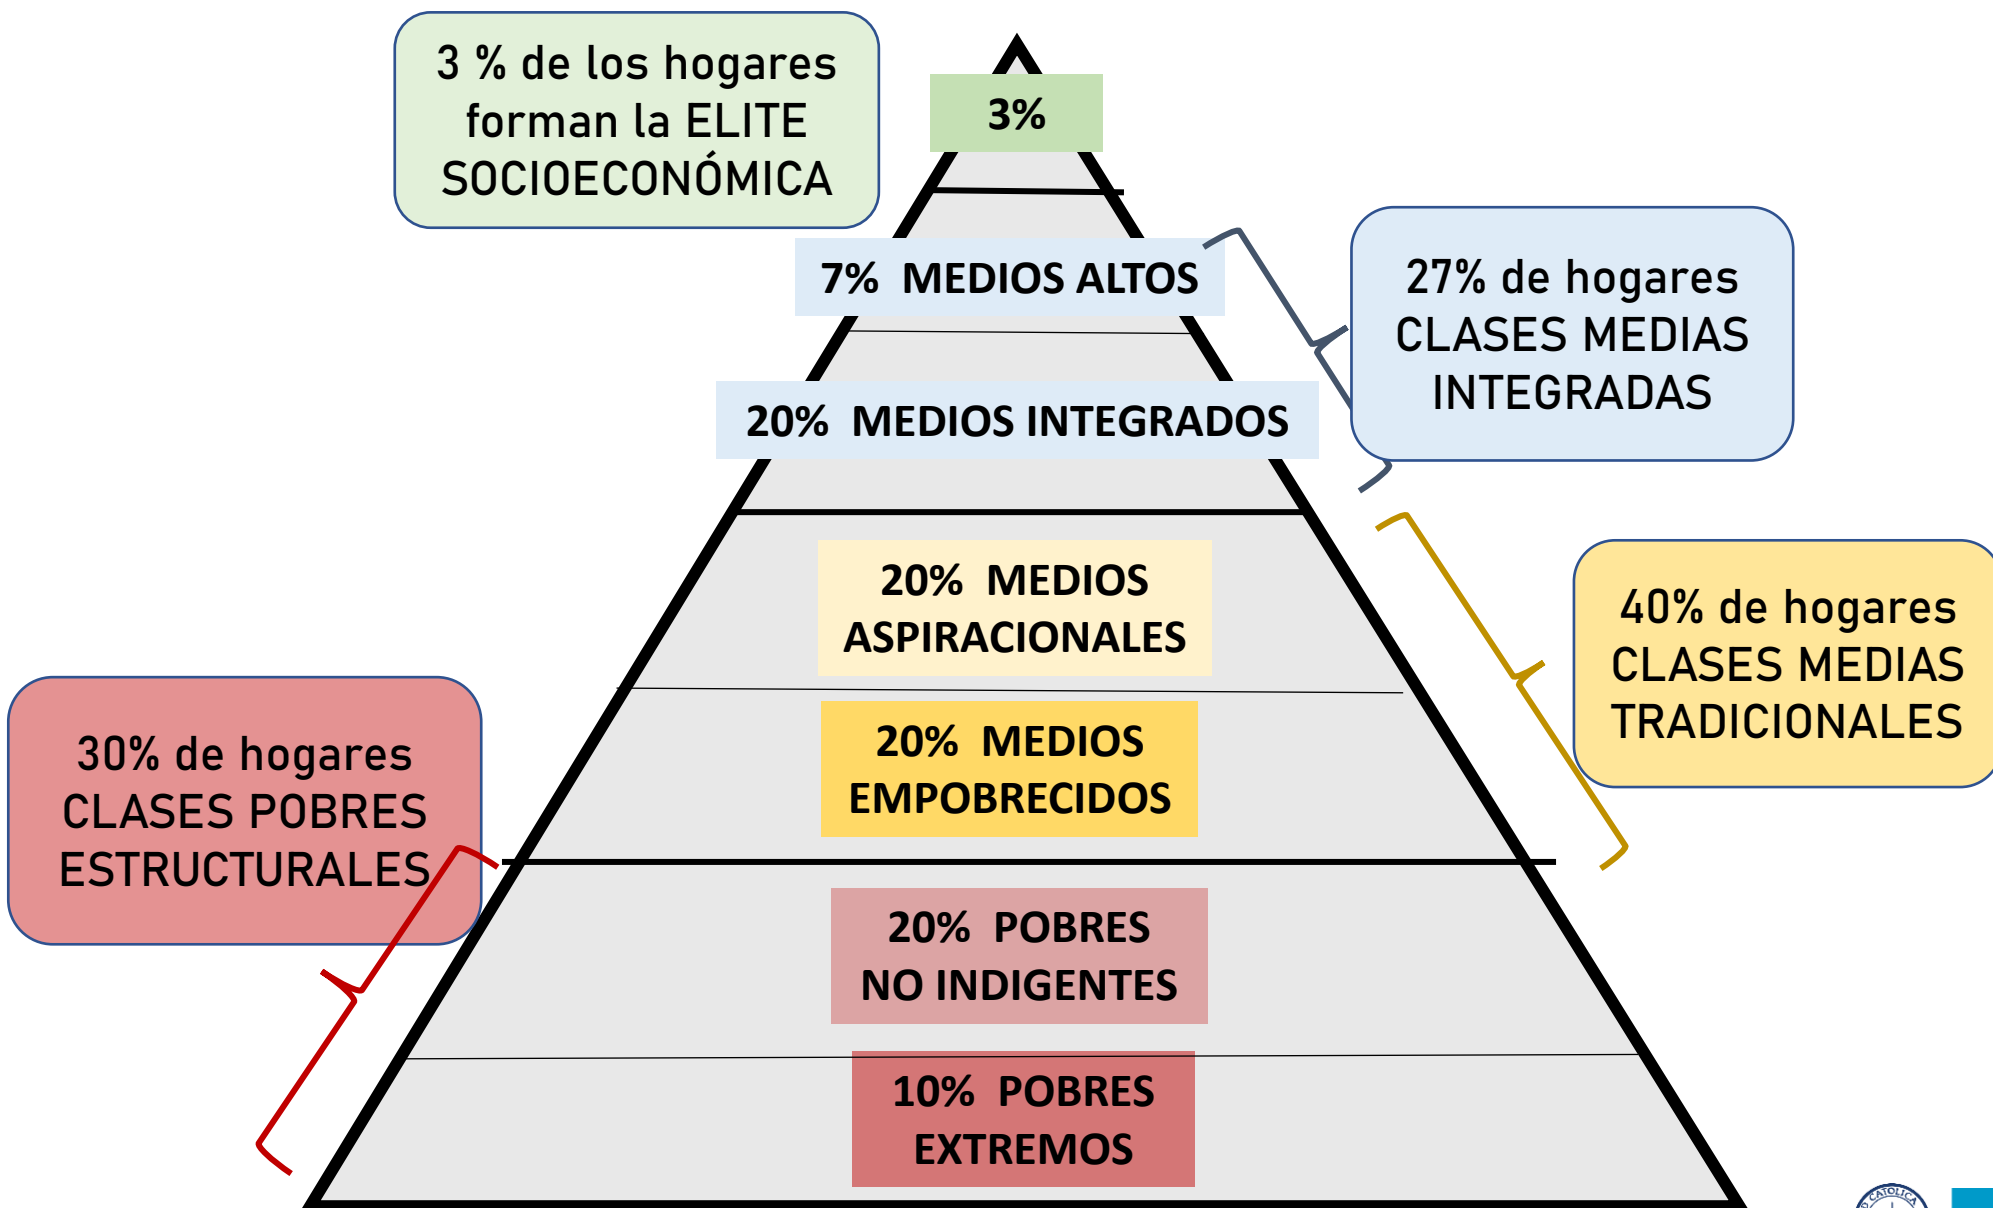 3 % de los hogares
forman la ELITE
SOCIOECONÓMICA
3%
7% MEDIOS ALTOS
27% de hogares
CLASES MEDIAS
INTEGRADAS
20% MEDIOS INTEGRADOS
20% MEDIOS
ASPIRACIONALES
40% de hogares
CLASES MEDIAS
TRADICIONALES
20% MEDIOS
EMPOBRECIDOS
30% de hogares
CLASES POBRES
ESTRUCTURALES
20% POBRES
NO INDIGENTES
10% POBRES
EXTREMOS
CATOLICA